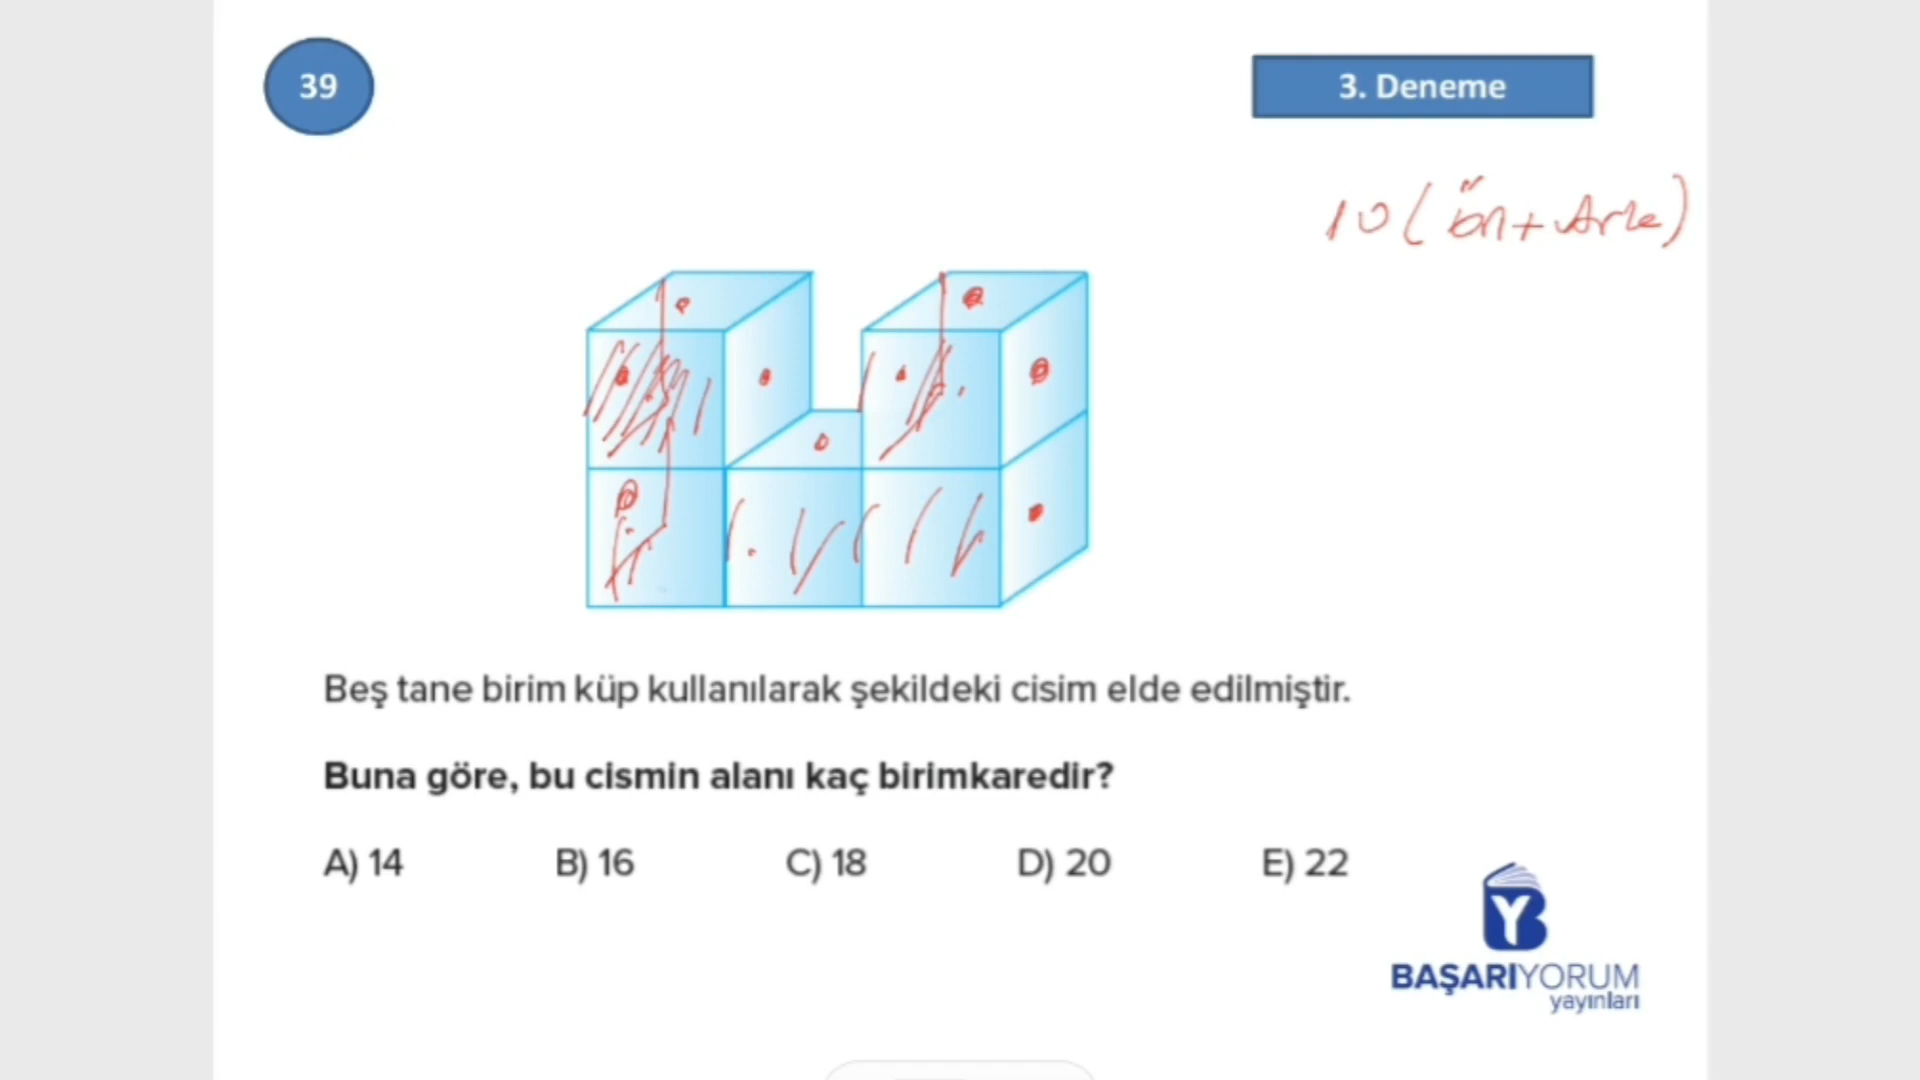 39
3. Deneme
10 (ön + Arka)
Beş tane birim küp kullanılarak şekildeki cisim elde edilmiştir.
Buna göre, bu cismin alanı kaç birimkaredir?
A) 14 B) 16 C) 18 D) 20 E) 22
BAŞARIYORUM
yayınları